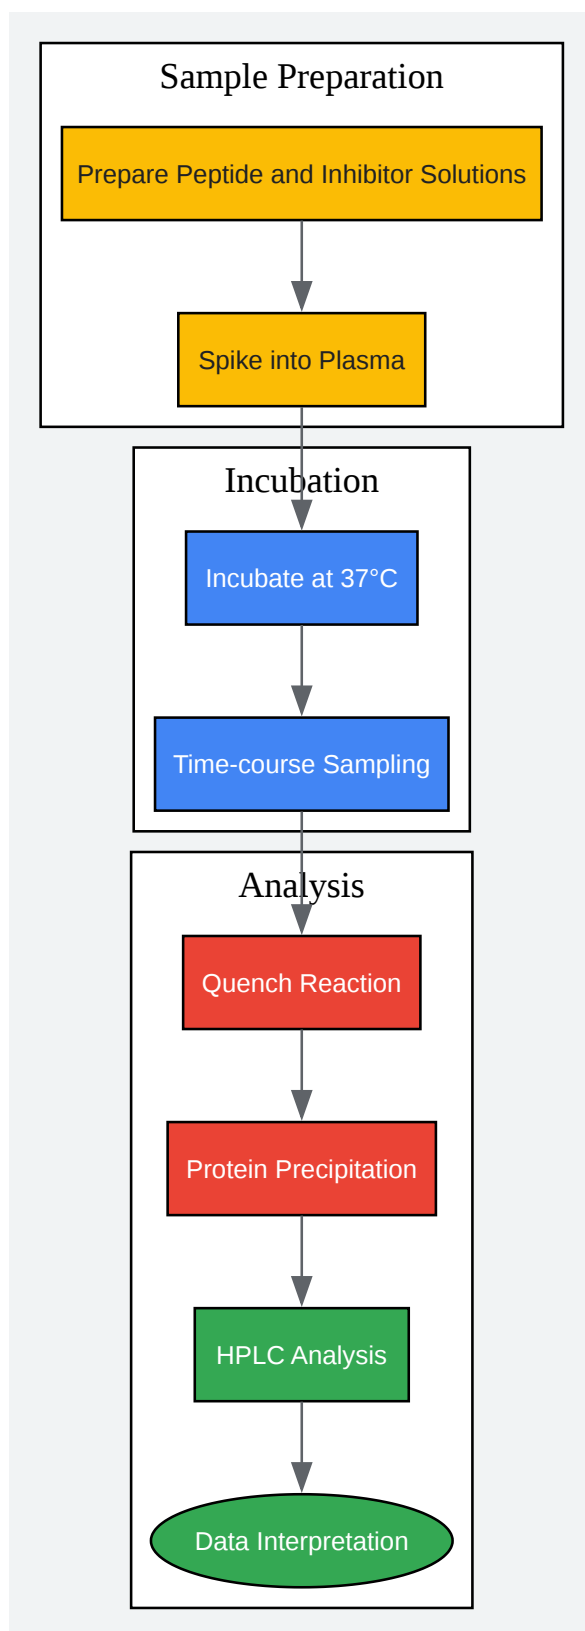 Sample Preparation
Prepare Peptide and Inhibitor Solutions
Spike into Plasma
Incubation
Incubate at 37°C
Time-course Sampling
Analysis
Quench Reaction
Protein Precipitation
HPLC Analysis
Data Interpretation